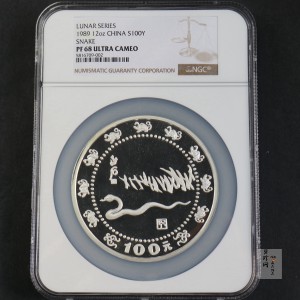 LUNAR SERIES
1989 12oz CHINA S100Y
SNAKE
PF 68 ULTRA CAMEO
NGC
NUMISMATIC GUARANTY CORPORATION
100元